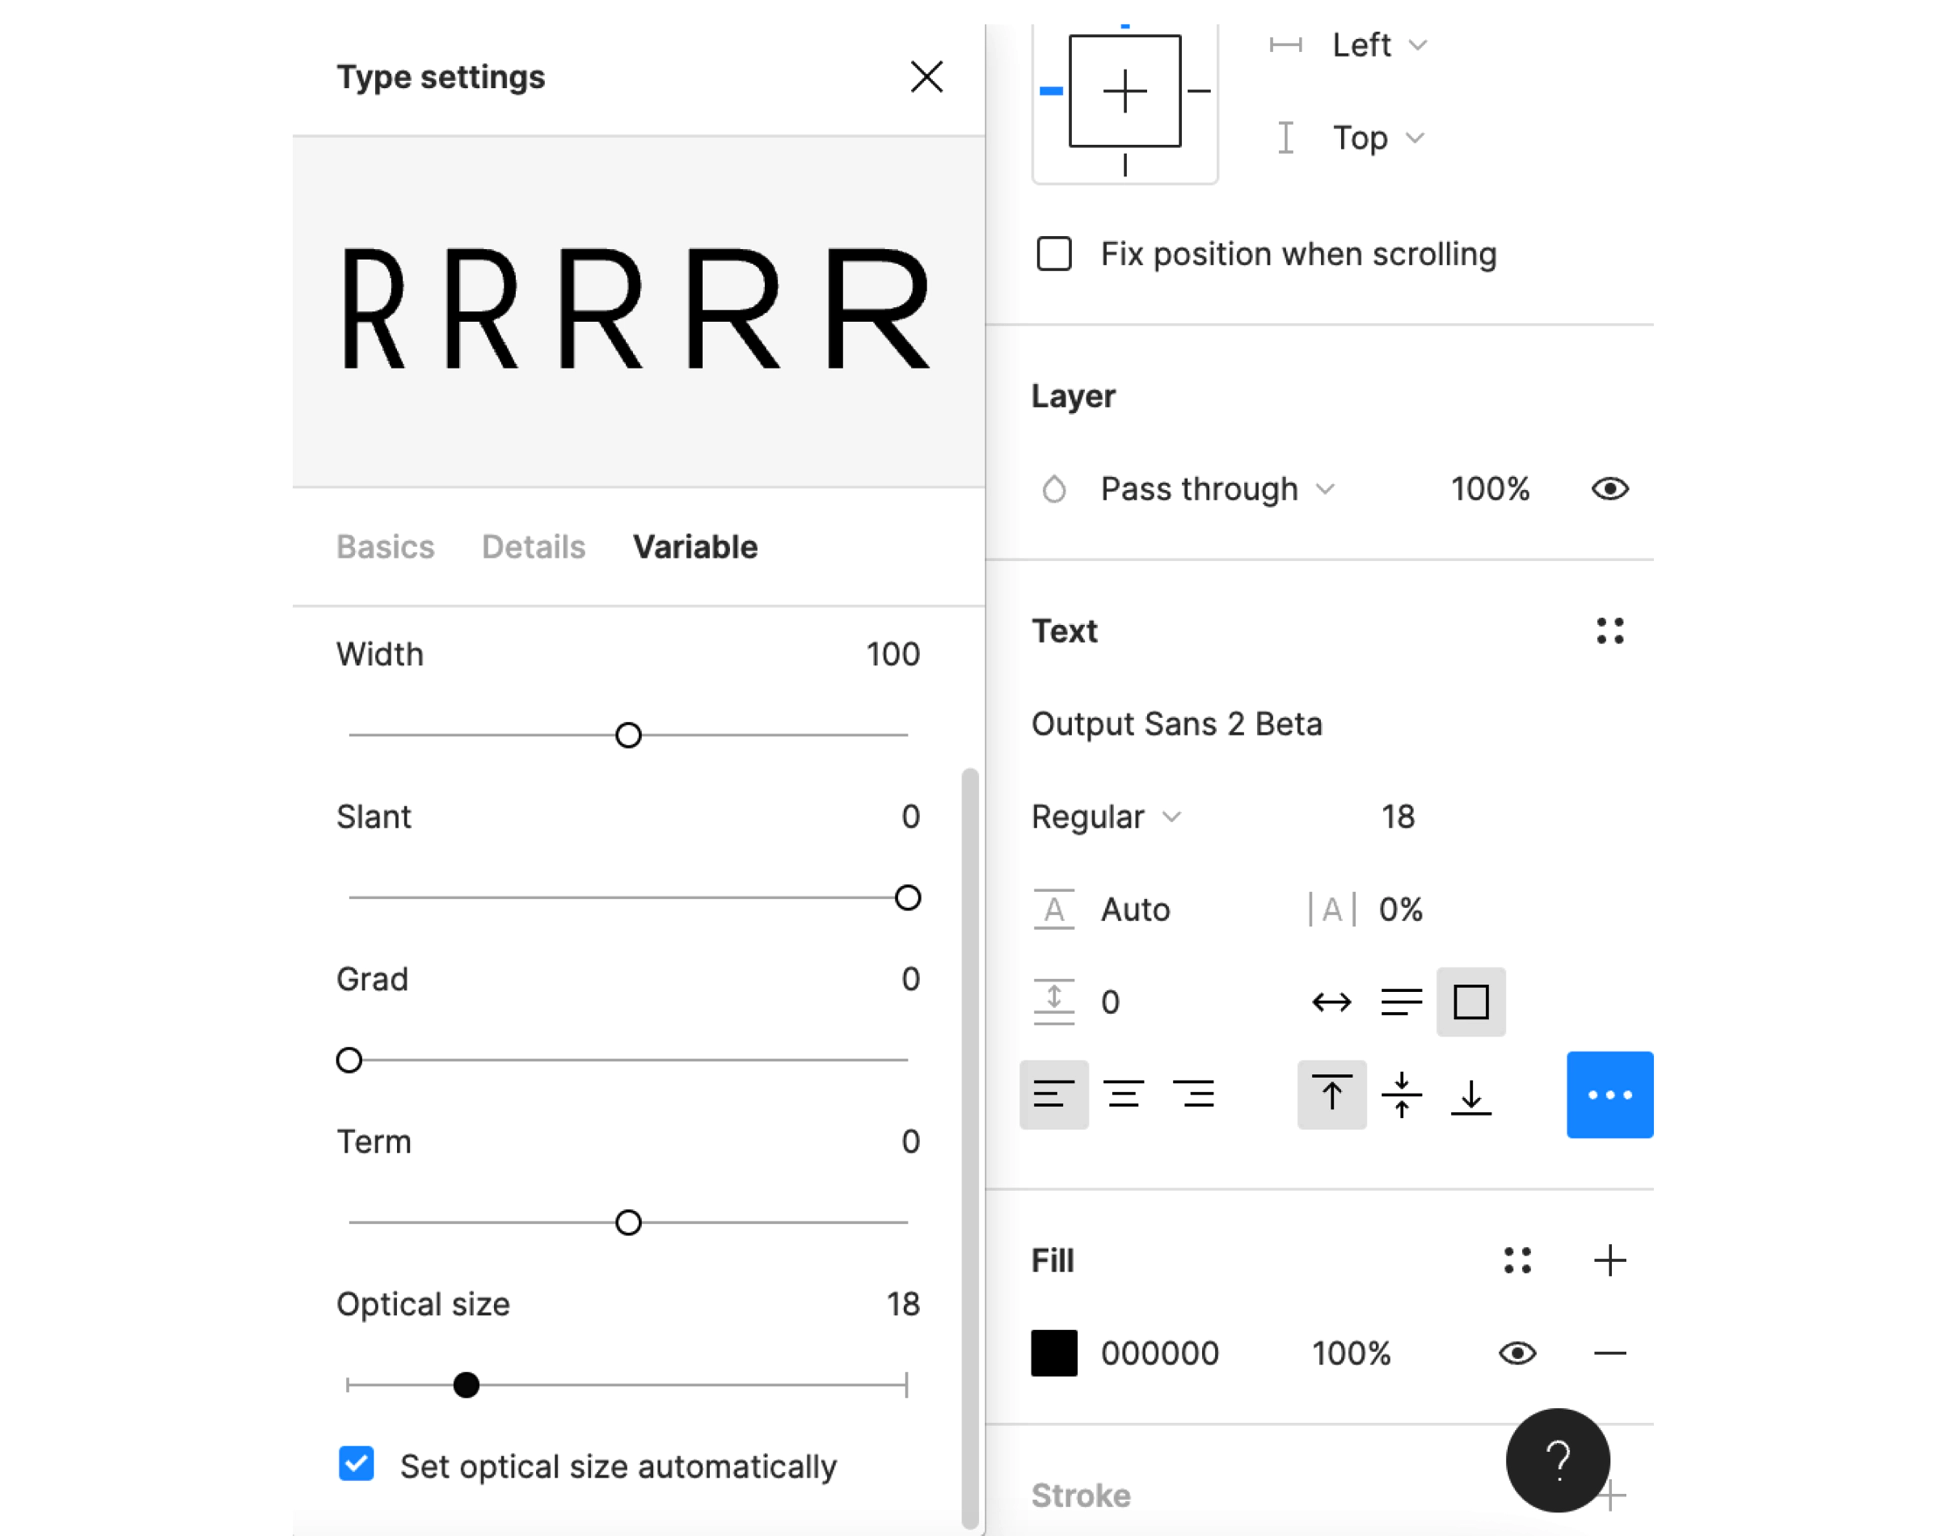 Type settings
RRRRR
Basics Details Variable
Width 100
Slant 0
Grad 0
Term 0
Optical size 18
Set optical size automatically
Left
Top
Fix position when scrolling
Layer
Pass through 100%
Text
Output Sans 2 Beta
Regular 18
A Auto |A| 0%
0
Fill
000000 100%
Stroke
?